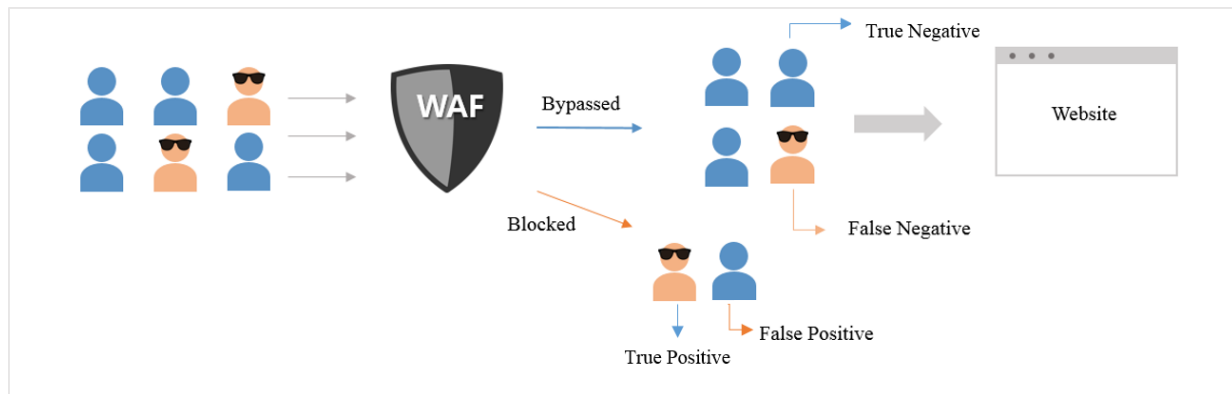 True Negative
WAF
Bypassed
Website
Blocked
False Negative
False Positive
True Positive